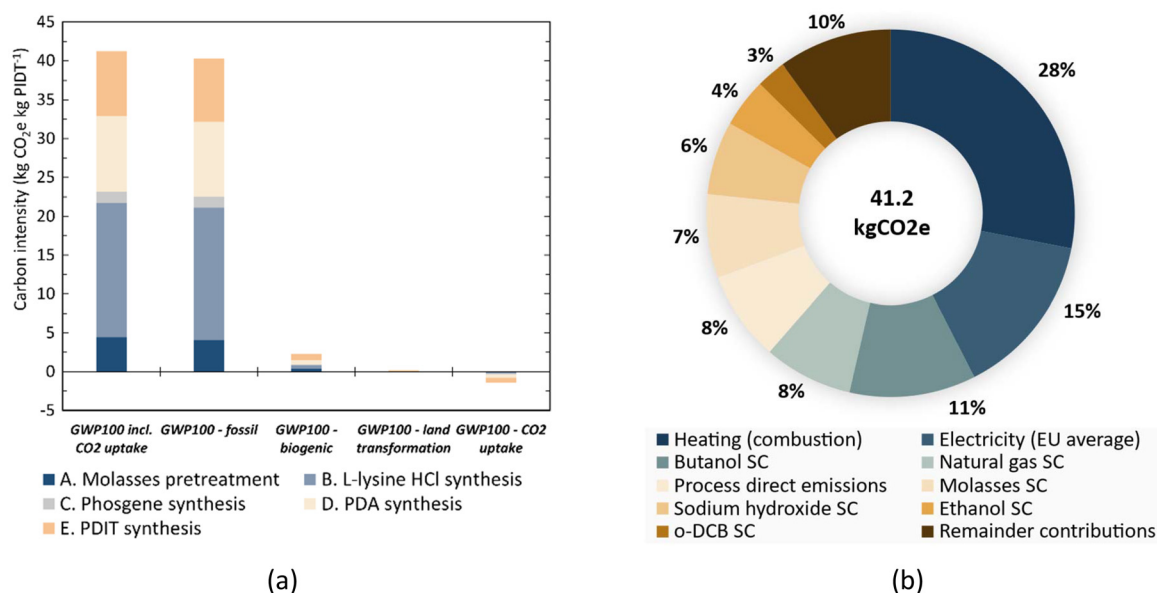 45
40
35
30
25
20
15
10
5
0
-5
Carbon intensity (kg CO2e kg PIDT-1)
GWP100 incl.
CO2 uptake
GWP100 - fossil
GWP100 -
biogenic
GWP100 - land
transformation
GWP100 - CO2
uptake
A. Molasses pretreatment
B. L-lysine HCl synthesis
C. Phosgene synthesis
D. PDA synthesis
E. PDIT synthesis
(a)
10%
3%
4%
6%
7%
8%
8%
11%
15%
28%
41.2
kgCO2e
Heating (combustion)
Electricity (EU average)
Butanol SC
Natural gas SC
Process direct emissions
Molasses SC
Sodium hydroxide SC
Ethanol SC
o-DCB SC
Remainder contributions
(b)